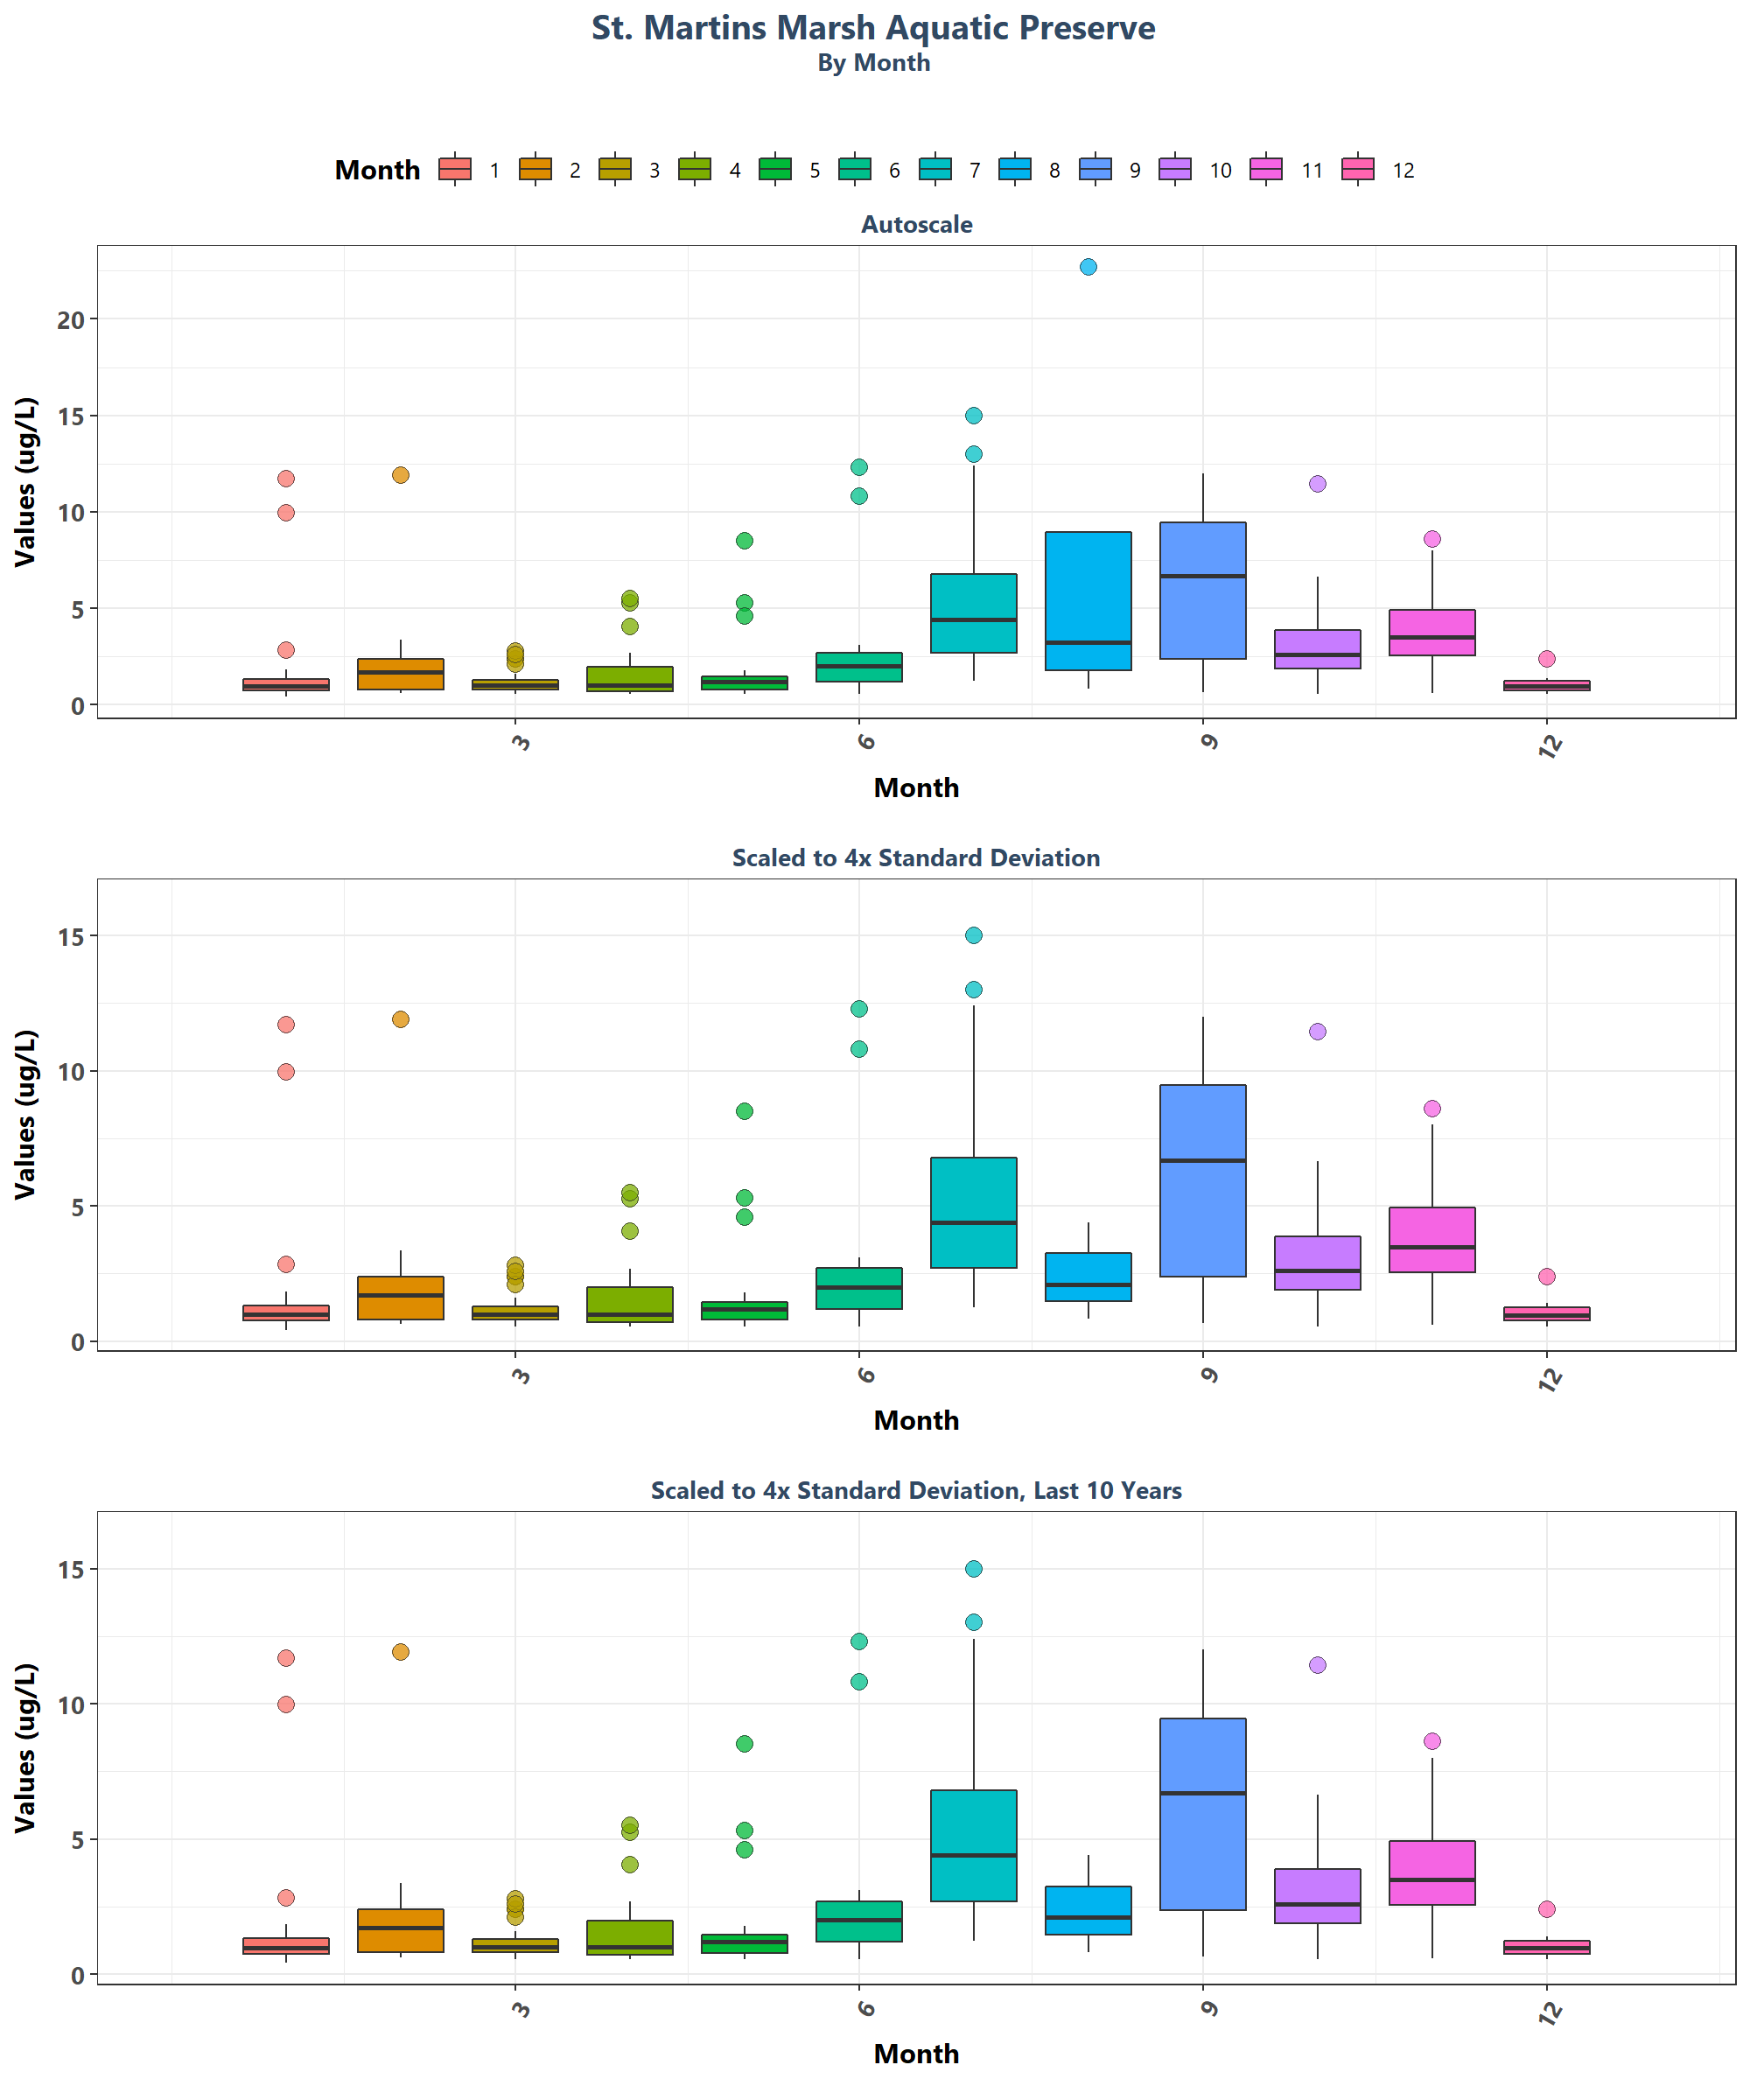 St. Martins Marsh Aquatic Preserve
By Month
Month 1 2 3 4 5 6 7 8 9 10 11 12
Autoscale
Values (ug/L)
20
15
10
5
0
3 6 9 12
Month
Scaled to 4x Standard Deviation
Values (ug/L)
15
10
5
0
3 6 9 12
Month
Scaled to 4x Standard Deviation, Last 10 Years
Values (ug/L)
15
10
5
0
3 6 9 12
Month